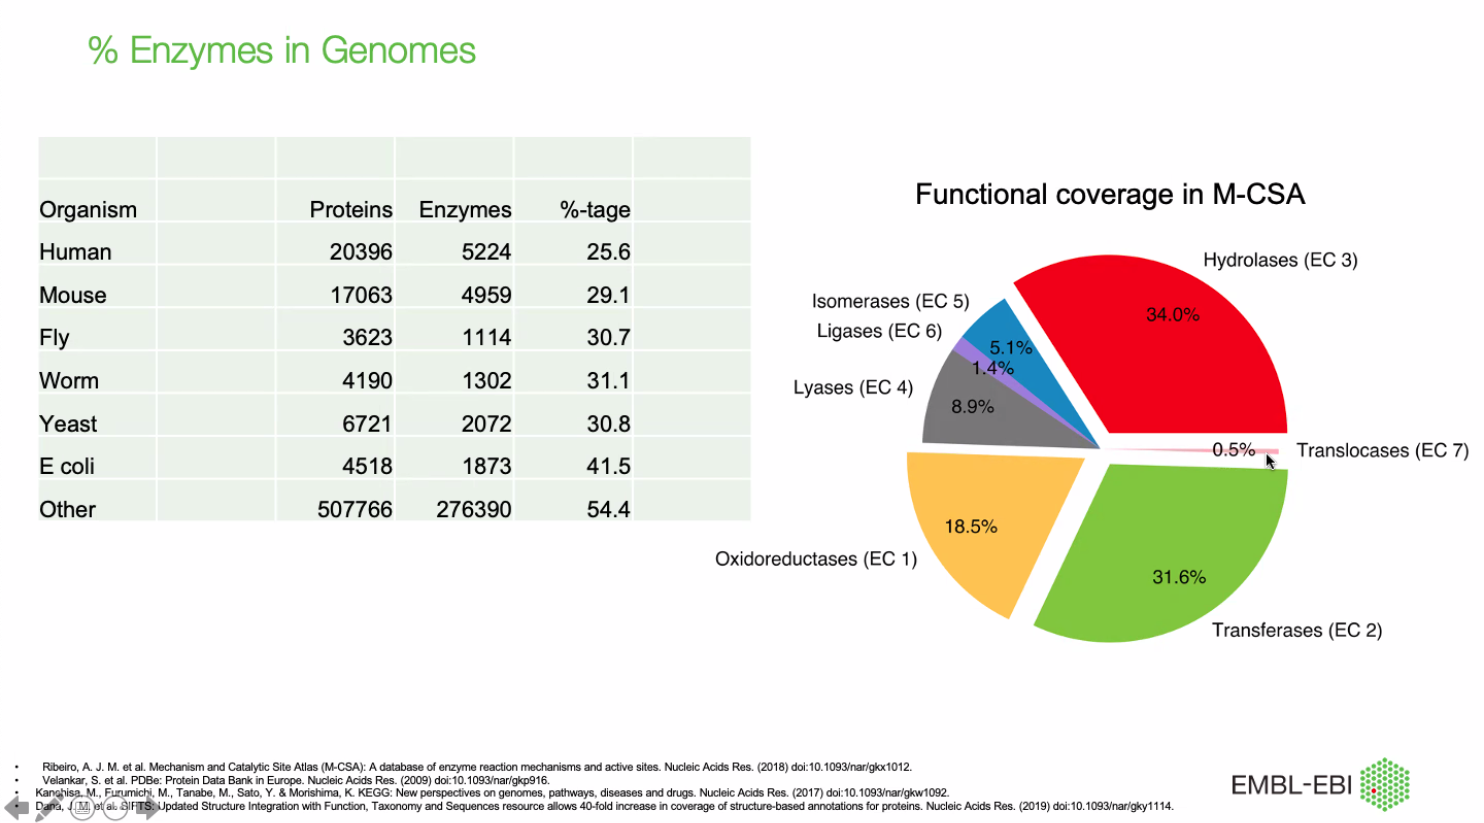 % Enzymes in Genomes
Organism Proteins Enzymes %-tage
Human 20396 5224 25.6
Mouse 17063 4959 29.1
Fly 3623 1114 30.7
Worm 4190 1302 31.1
Yeast 6721 2072 30.8
E coli 4518 1873 41.5
Other 507766 276390 54.4
Functional coverage in M-CSA
Hydrolases (EC 3)
34.0%
Isomerases (EC 5)
5.1%
Ligases (EC 6)
1.4%
Lyases (EC 4)
8.9%
0.5%
Translocases (EC 7)
18.5%
Oxidoreductases (EC 1)
31.6%
Transferases (EC 2)
• Ribeiro, A. J. M. et al. Mechanism and Catalytic Site Atlas (M-CSA): A database of enzyme reaction mechanisms and active sites. Nucleic Acids Res. (2018) doi:10.1093/nar/gkx1012.
• Velankar, S. et al. PDBe: Protein Data Bank in Europe. Nucleic Acids Res. (2009) doi:10.1093/nar/gkp916.
• Kanehisa, M., Furumichi, M., Tanabe, M., Sato, Y. & Morishima, K. KEGG: New perspectives on genomes, pathways, diseases and drugs. Nucleic Acids Res. (2017) doi:10.1093/nar/gkw1092.
• Dana, J. M. et al. SIFTS: Updated Structure Integration with Function, Taxonomy and Sequences resource allows 40-fold increase in coverage of structure-based annotations for proteins. Nucleic Acids Res. (2019) doi:10.1093/nar/gky1114.
EMBL-EBI